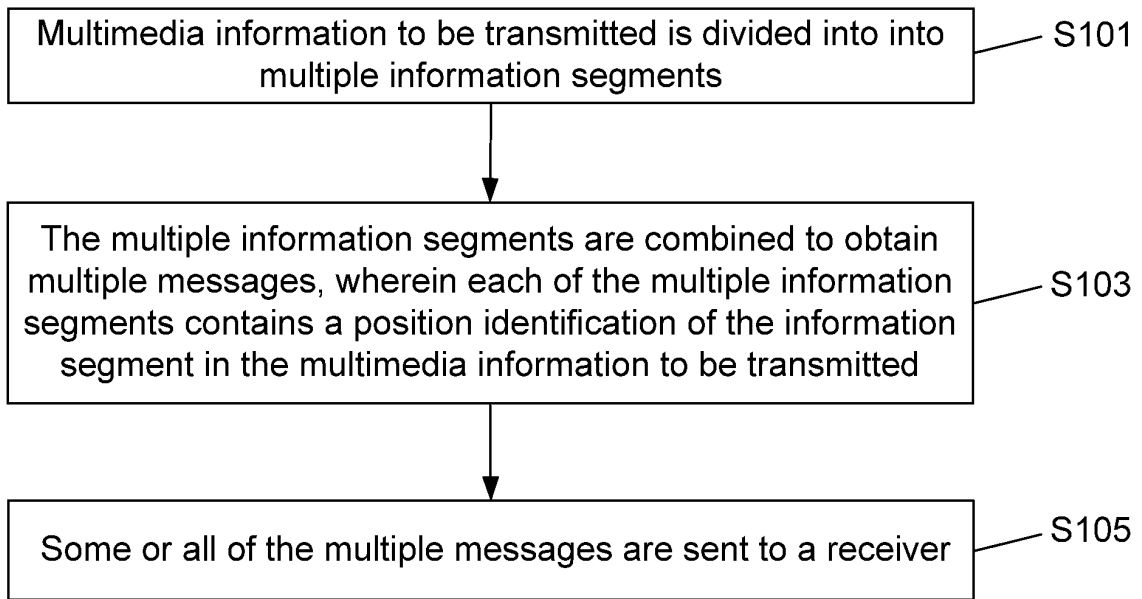 Multimedia information to be transmitted is divided into into
multiple information segments
S101
The multiple information segments are combined to obtain
multiple messages, wherein each of the multiple information
segments contains a position identification of the information
segment in the multimedia information to be transmitted
S103
Some or all of the multiple messages are sent to a receiver
S105